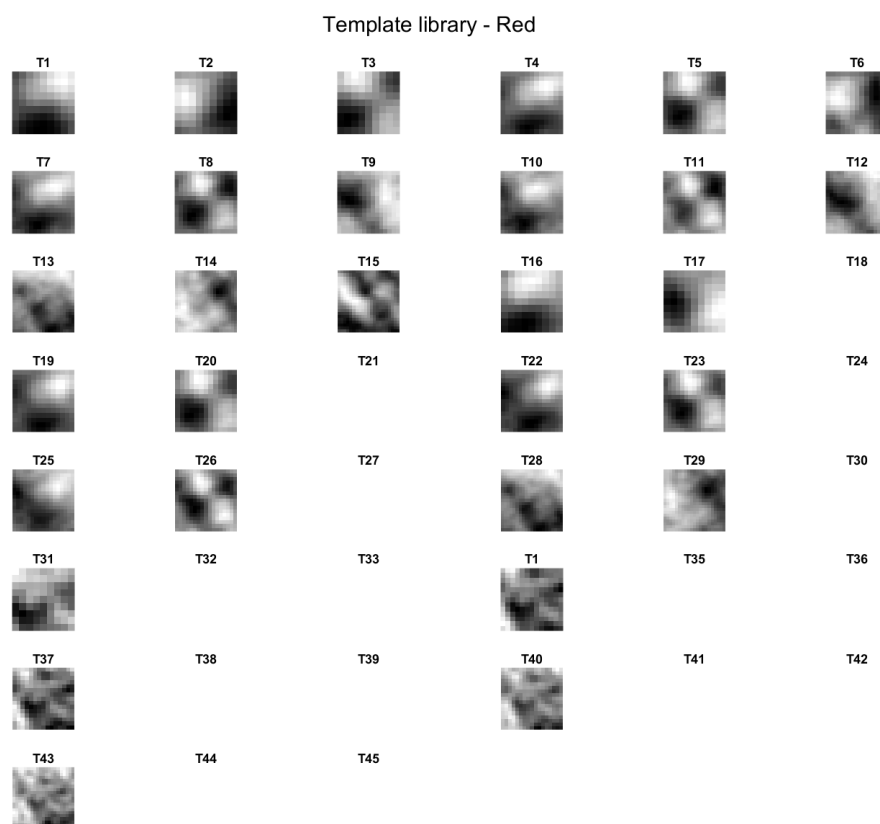 Template library - Red
T1 T2 T3 T4 T5 T6
T7 T8 T9 T10 T11 T12
T13 T14 T15 T16 T17 T18
T19 T20 T21 T22 T23 T24
T25 T26 T27 T28 T29 T30
T31 T32 T33 T1 T35 T36
T37 T38 T39 T40 T41 T42
T43 T44 T45